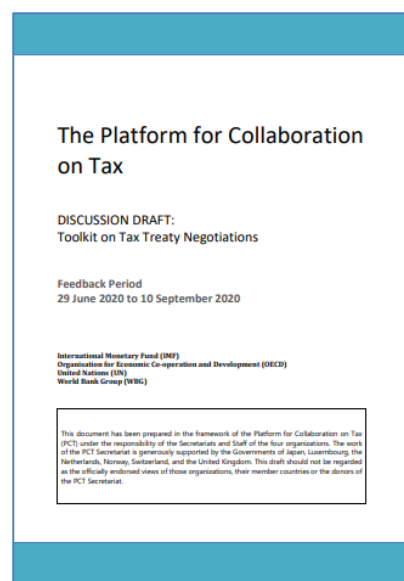 The Platform for Collaboration
on Tax
DISCUSSION DRAFT:
Toolkit on Tax Treaty Negotiations
Feedback Period
29 June 2020 to 10 September 2020
International Monetary Fund (IMF)
Organisation for Economic Co-operation and Development (OECD)
United Nations (UN)
World Bank Group (WBG)
This document has been prepared in the framework of the Platform for Collaboration on Tax
(PCT) under the responsibility of the Secretariats and Staff of the four organizations. The work
of the PCT Secretariat is generously supported by the Governments of Japan, Luxembourg, the
Netherlands, Norway, Switzerland, and the United Kingdom. This draft should not be regarded
as the officially endorsed views of those organizations, their member countries or the donors of
the PCT Secretariat.